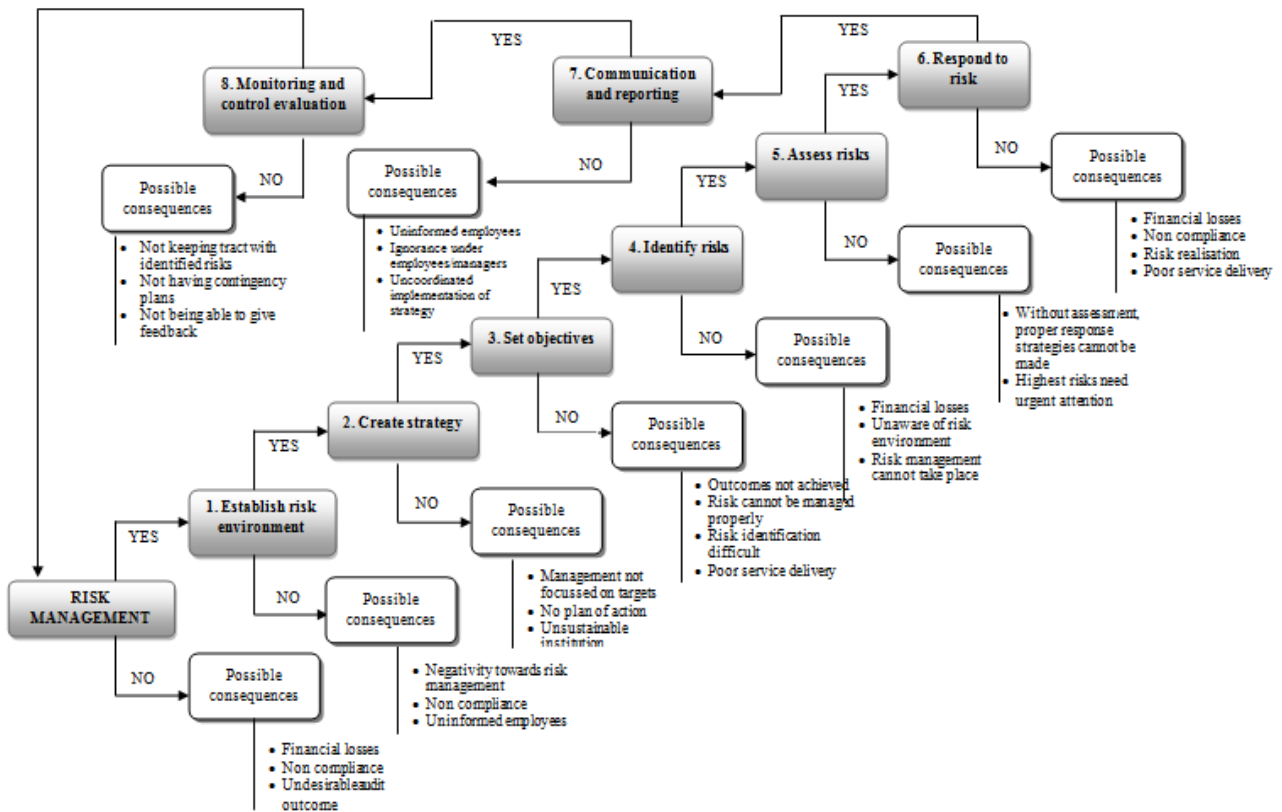 YES
YES
6. Respond to
risk
7. Communication
and reporting
8. Monitoring and
control evaluation
YES
NO
Possible
consequences
Financial losses
Non compliance
Risk realisation
Poor service delivery
5. Assess risks
NO
Possible
consequences
Uninformed employees
Ignorance under
employees/managers
Uncoordinated
implementation of
strategy
NO
Possible
consequences
Not keeping tract with
identified risks
Not having contingency
plans
Not being able to give
feedback
YES
4. Identify risks
NO
Possible
consequences
Without assessment,
proper response
strategies cannot be
made
Highest risks need
urgent attention
YES
3. Set objectives
NO
Possible
consequences
Financial losses
Unaware of risk
environment
Risk management
cannot take place
YES
2. Create strategy
NO
Possible
consequences
Outcomes not achieved
Risk cannot be managed
properly
Risk identification
difficult
Poor service delivery
YES
1. Establish risk
environment
NO
Possible
consequences
Management not
focussed on targets
No plan of action
Unsustainable
institution
YES
RISK
MANAGEMENT
NO
Possible
consequences
Negativity towards risk
management
Non compliance
Uninformed employees
NO
Possible
consequences
Financial losses
Non compliance
Undesirableaudit
outcome